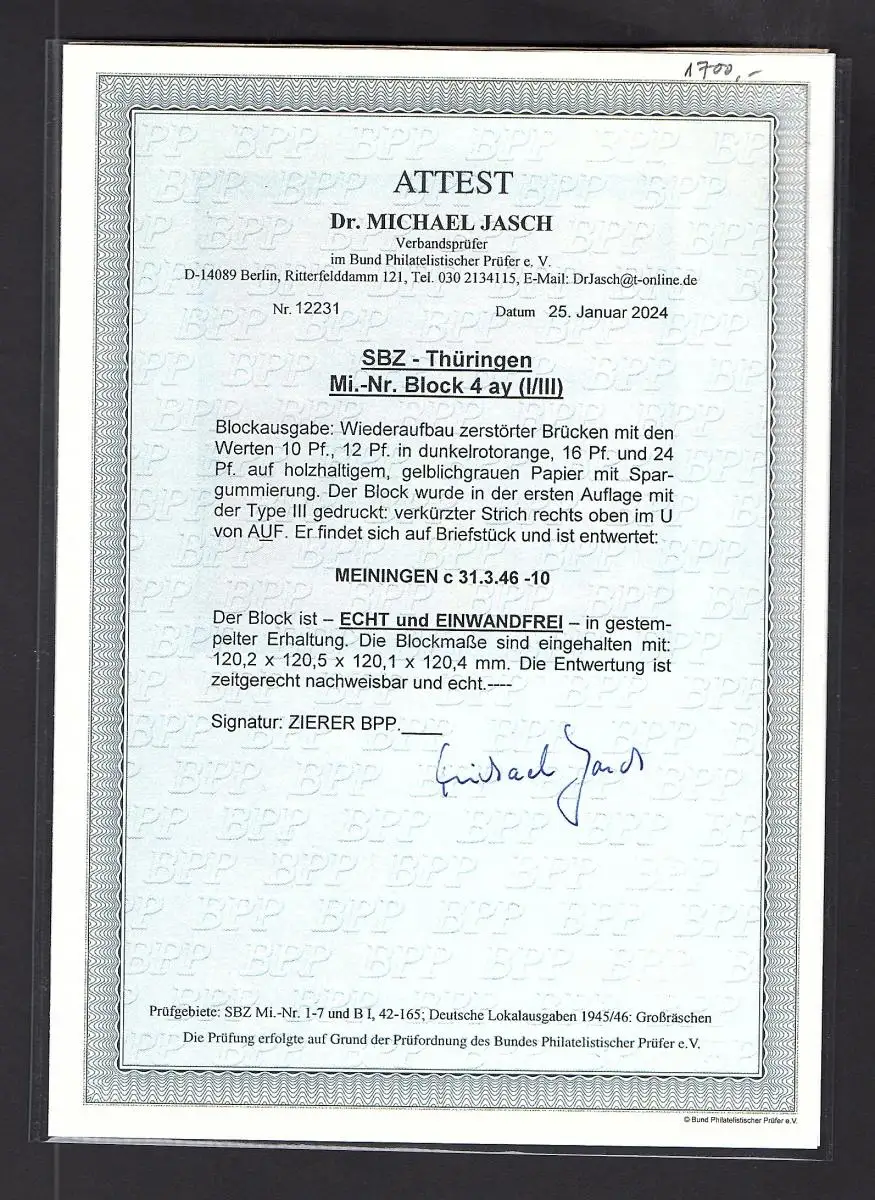 1700,-
ATTEST
Dr. MICHAEL JASCH
Verbandsprüfer
im Bund Philatelistischer Prüfer e. V.
D-14089 Berlin, Ritterfelddamm 121, Tel. 030 2134115, E-Mail: DrJasch@t-online.de
Nr. 12231 Datum 25. Januar 2024
SBZ - Thüringen
Mi.-Nr. Block 4 ay (I/III)
Blockausgabe: Wiederaufbau zerstörter Brücken mit den
Werten 10 Pf., 12 Pf. in dunkelrotorange, 16 Pf. und 24
Pf. auf holzhaltigem, gelblichgrauen Papier mit Spar-
gummierung. Der Block wurde in der ersten Auflage mit
der Type III gedruckt: verkürzter Strich rechts oben im U
von AUF. Er findet sich auf Briefstück und ist entwertet:
MEININGEN c 31.3.46 -10
Der Block ist – ECHT und EINWANDFREI – in gestem-
pelter Erhaltung. Die Blockmaße sind eingehalten mit:
120,2 x 120,5 x 120,1 x 120,4 mm. Die Entwertung ist
zeitgerecht nachweisbar und echt.----
Signatur: ZIERER BPP.____
Michael Jasch
Prüfgebiete: SBZ Mi.-Nr. 1-7 und B I, 42-165; Deutsche Lokalausgaben 1945/46: Großräschen
Die Prüfung erfolgte auf Grund der Prüfordnung des Bundes Philatelistischer Prüfer e.V.
© Bund Philatelistischer Prüfer e.V.